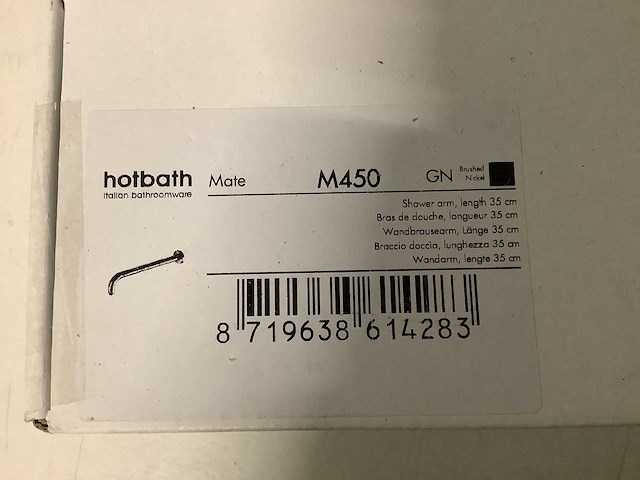 hotbath Mate M450 GN Brushed Nickel
Italian bathroomware
Shower arm, length 35 cm
Bras de douche, longueur 35 cm
Wandbrausearm, Länge 35 cm
Braccio doccia, lunghezza 35 cm
Wandarm, lengte 35 cm
8 719638 614283